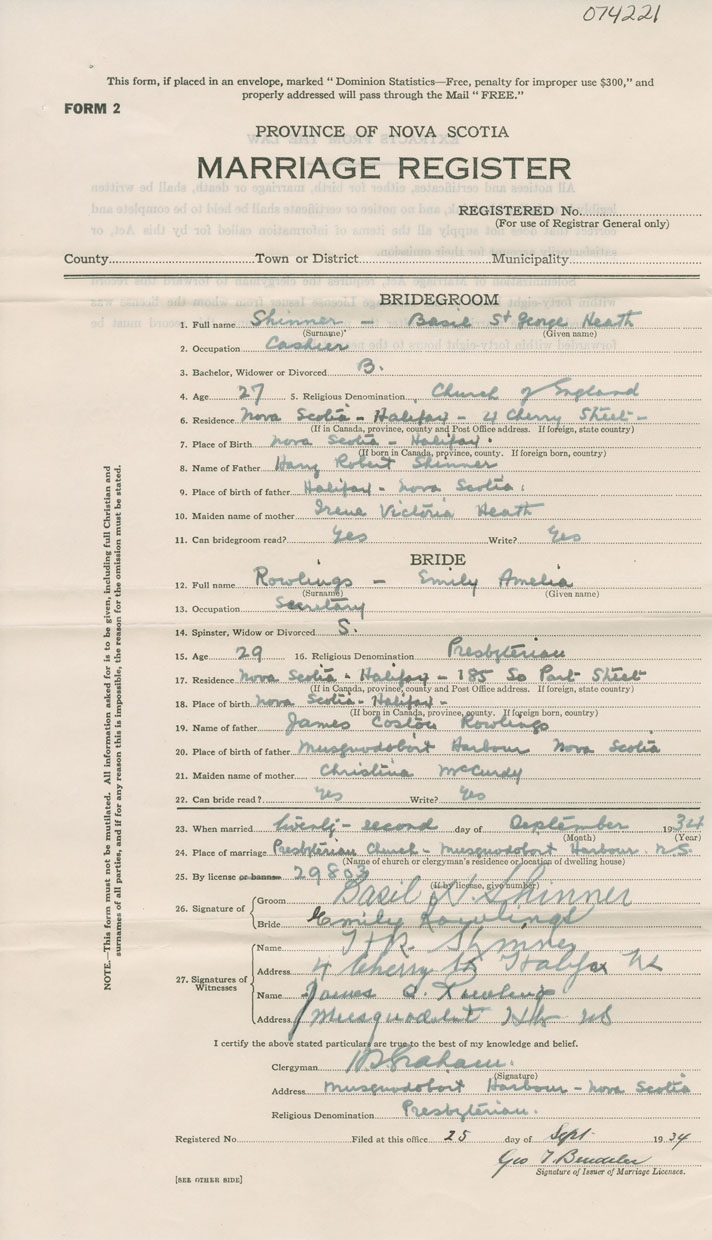 074221
This form, if placed in an envelope, marked " Dominion Statistics—Free, penalty for improper use $300," and
properly addressed will pass through the Mail " FREE."
FORM 2
PROVINCE OF NOVA SCOTIA
MARRIAGE REGISTER
REGISTERED No.
(For use of Registrar General only)
County Town or District Municipality
BRIDEGROOM
1. Full name Skinner - Basil St George Heath
(Surname) (Given name)
2. Occupation Cashier
3. Bachelor, Widower or Divorced B.
4. Age 27 5. Religious Denomination Church of England
6. Residence Nova Scotia - Halifax - 4 Cherry Street -
(If in Canada, province, county and Post Office address. If foreign, state country)
7. Place of Birth Nova Scotia - Halifax.
(If born in Canada, province, county. If foreign born, country)
8. Name of Father Harry Robert Skinner
9. Place of birth of father Halifax - Nova Scotia.
10. Maiden name of mother Irene Victoria Heath
11. Can bridegroom read? Yes Write? Yes
BRIDE
12. Full name Rowlings - Emily Amelia
(Surname) (Given name)
13. Occupation Secretary
14. Spinster, Widow or Divorced S.
15. Age 29 16. Religious Denomination Presbyterian
17. Residence Nova Scotia - Halifax - 185 So Park Street
(If in Canada, province, county and Post Office address. If foreign, state country)
18. Place of birth Nova Scotia - Halifax -
(If born in Canada, province, county. If foreign born, country)
19. Name of father James Rowlings
20. Place of birth of father Musquodoboit Harbour Nova Scotia
21. Maiden name of mother Christina McCurdy
22. Can bride read? Yes Write? Yes
23. When married twenty-second day of September 1934
(Month) (Year)
24. Place of marriage Presbyterian Church - Musquodoboit Harbour. N.S.
(Name of church or clergyman's residence or location of dwelling house)
25. By license or banns 29803
(If by license, give number)
26. Signature of Groom Basil H. Skinner
Bride Emily Rowlings
27. Signatures of Witnesses
Name H.R. Skinner
Address 4 Cherry St Halifax NS
Name James Rowlings
Address Musquodoboit Hbr NS
I certify the above stated particulars are true to the best of my knowledge and belief.
Clergyman Graham.
(Signature)
Address Musquodoboit Harbour - Nova Scotia
Religious Denomination Presbyterian.
Registered No. Filed at this office 25 day of Sept. 1934
Geo T.
Signature of Issuer of Marriage Licenses.
[SEE OTHER SIDE]
NOTE.—This form must not be mutilated. All information asked for is to be given, including full Christian and
surnames of all parties, and if for any reason this is impossible, the reason for the omission must be stated.